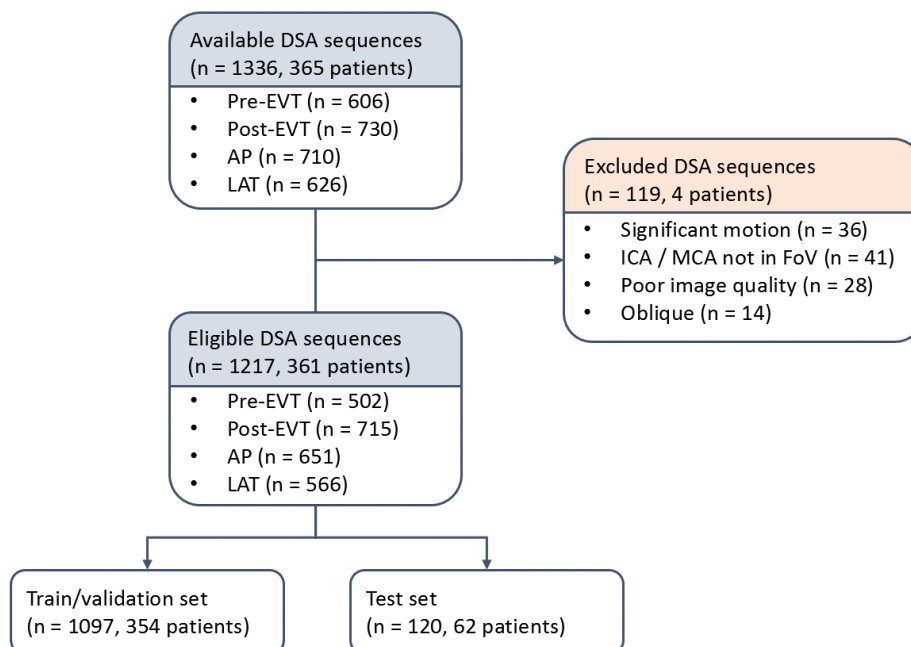 Available DSA sequences
(n = 1336, 365 patients)
• Pre-EVT (n = 606)
• Post-EVT (n = 730)
• AP (n = 710)
• LAT (n = 626)
Excluded DSA sequences
(n = 119, 4 patients)
• Significant motion (n = 36)
• ICA / MCA not in FoV (n = 41)
• Poor image quality (n = 28)
• Oblique (n = 14)
Eligible DSA sequences
(n = 1217, 361 patients)
• Pre-EVT (n = 502)
• Post-EVT (n = 715)
• AP (n = 651)
• LAT (n = 566)
Train/validation set
(n = 1097, 354 patients)
Test set
(n = 120, 62 patients)